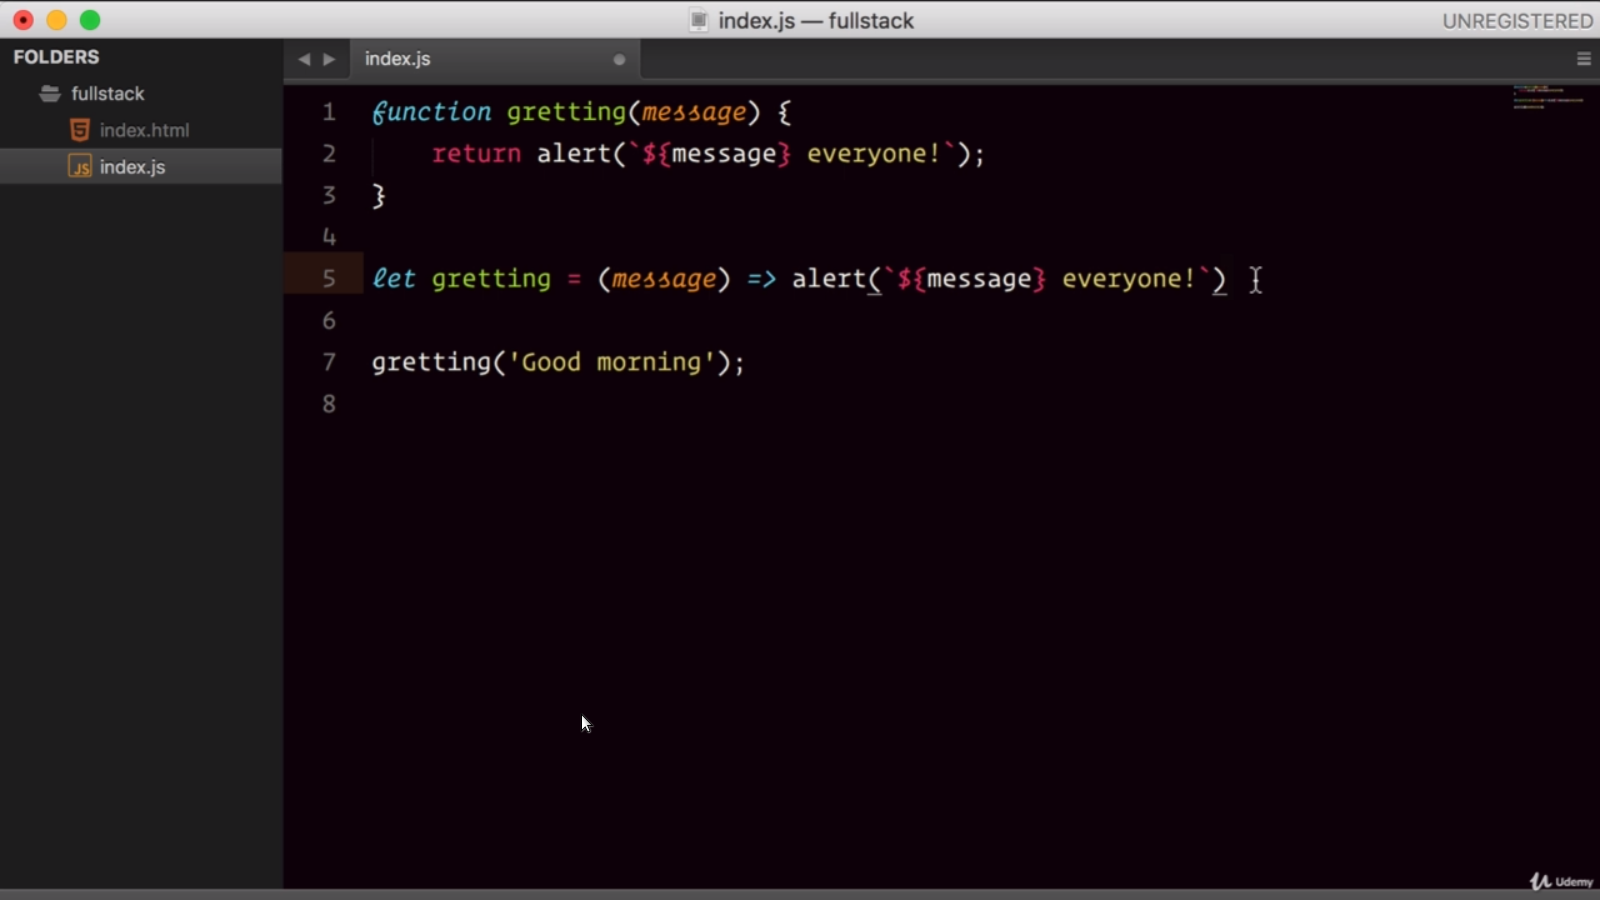 index.js — fullstack
UNREGISTERED
FOLDERS
fullstack
index.html
index.js
index.js
1 function gretting(message) {
2 return alert(`${message} everyone!`);
3 }
4
5 let gretting = (message) => alert(`${message} everyone!`)
6
7 gretting('Good morning');
8
Udemy